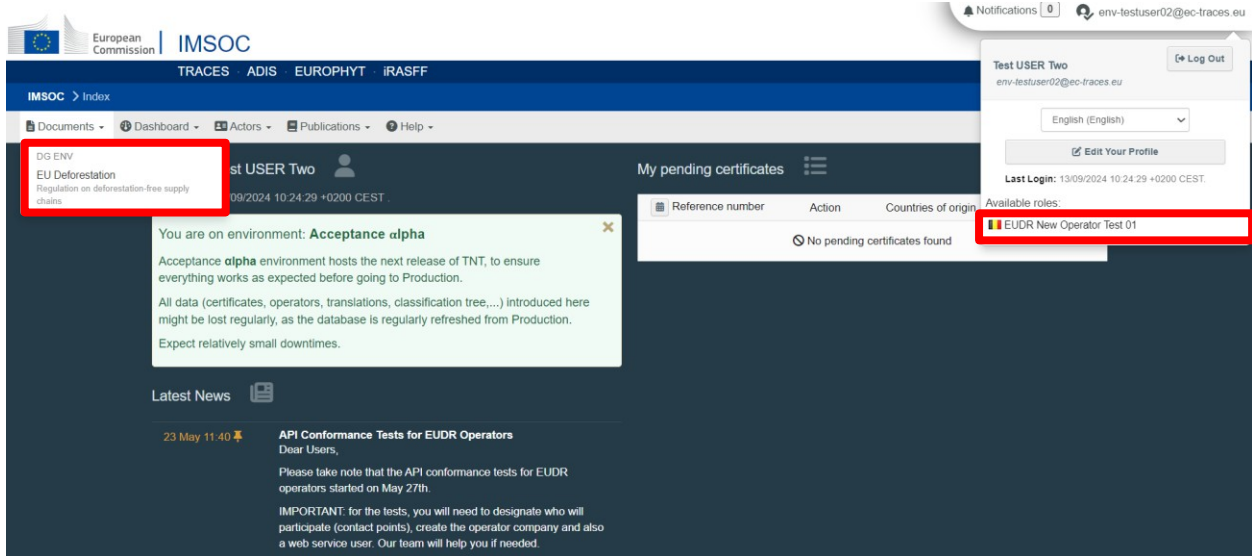 Notifications 0 env-testuser02@ec-traces.eu
European
Commission
IMSOC
TRACES · ADIS · EUROPHYT · iRASFF
IMSOC > Index
Documents Dashboard Actors Publications Help
DG ENV
EU Deforestation
Regulation on deforestation-free supply
chains
Test USER Two
env-testuser02@ec-traces.eu
Log Out
English (English)
Edit Your Profile
Last Login: 13/09/2024 10:24:29 +0200 CEST.
Available roles:
EUDR New Operator Test 01
st USER Two
09/2024 10:24:29 +0200 CEST .
You are on environment: Acceptance αlpha
Acceptance αlpha environment hosts the next release of TNT, to ensure
everything works as expected before going to Production.
All data (certificates, operators, translations, classification tree,...) introduced here
might be lost regularly, as the database is regularly refreshed from Production.
Expect relatively small downtimes.
My pending certificates
Reference number Action Countries of origin
No pending certificates found
Latest News
23 May 11:40
API Conformance Tests for EUDR Operators
Dear Users,
Please take note that the API conformance tests for EUDR
operators started on May 27th.
IMPORTANT: for the tests, you will need to designate who will
participate (contact points), create the operator company and also
a web service user. Our team will help you if needed.